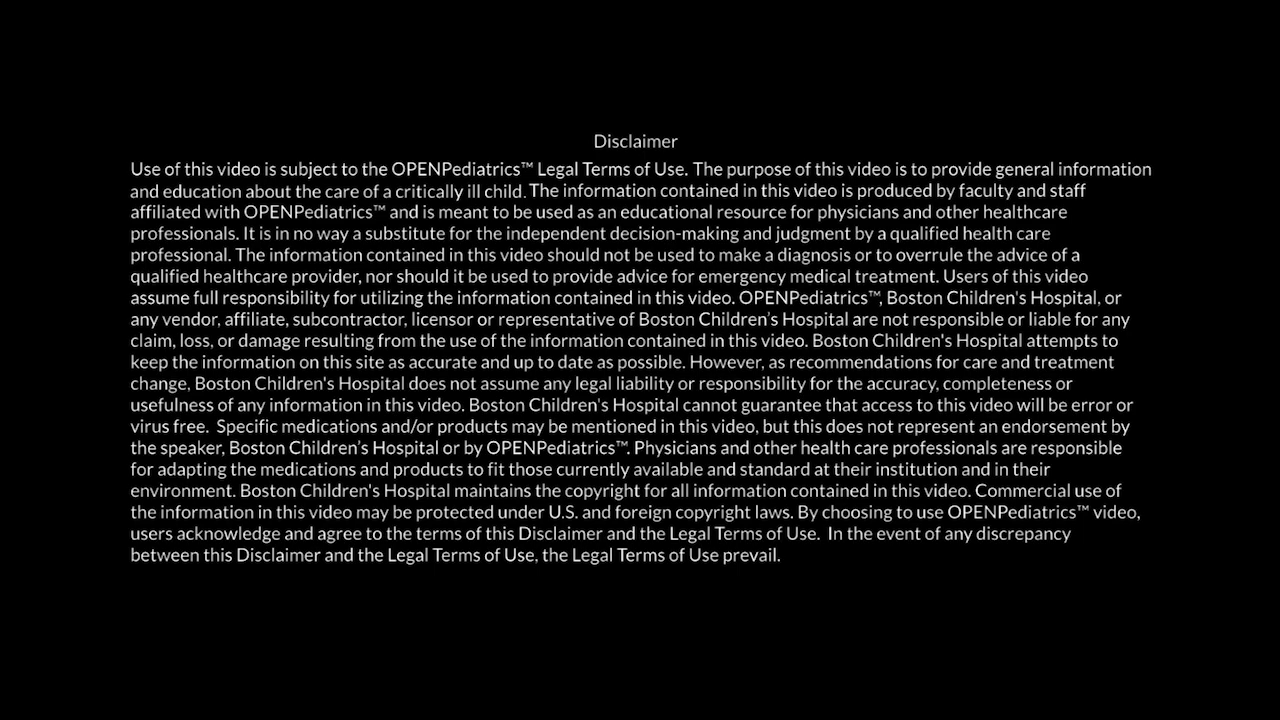 Disclaimer
Use of this video is subject to the OPENPediatrics™ Legal Terms of Use. The purpose of this video is to provide general information
and education about the care of a critically ill child. The information contained in this video is produced by faculty and staff
affiliated with OPENPediatrics™ and is meant to be used as an educational resource for physicians and other healthcare
professionals. It is in no way a substitute for the independent decision-making and judgment by a qualified health care
professional. The information contained in this video should not be used to make a diagnosis or to overrule the advice of a
qualified healthcare provider, nor should it be used to provide advice for emergency medical treatment. Users of this video
assume full responsibility for utilizing the information contained in this video. OPENPediatrics™, Boston Children's Hospital, or
any vendor, affiliate, subcontractor, licensor or representative of Boston Children’s Hospital are not responsible or liable for any
claim, loss, or damage resulting from the use of the information contained in this video. Boston Children's Hospital attempts to
keep the information on this site as accurate and up to date as possible. However, as recommendations for care and treatment
change, Boston Children's Hospital does not assume any legal liability or responsibility for the accuracy, completeness or
usefulness of any information in this video. Boston Children's Hospital cannot guarantee that access to this video will be error or
virus free.  Specific medications and/or products may be mentioned in this video, but this does not represent an endorsement by
the speaker, Boston Children’s Hospital or by OPENPediatrics™. Physicians and other health care professionals are responsible
for adapting the medications and products to fit those currently available and standard at their institution and in their
environment. Boston Children's Hospital maintains the copyright for all information contained in this video. Commercial use of
the information in this video may be protected under U.S. and foreign copyright laws. By choosing to use OPENPediatrics™ video,
users acknowledge and agree to the terms of this Disclaimer and the Legal Terms of Use.  In the event of any discrepancy
between this Disclaimer and the Legal Terms of Use, the Legal Terms of Use prevail.